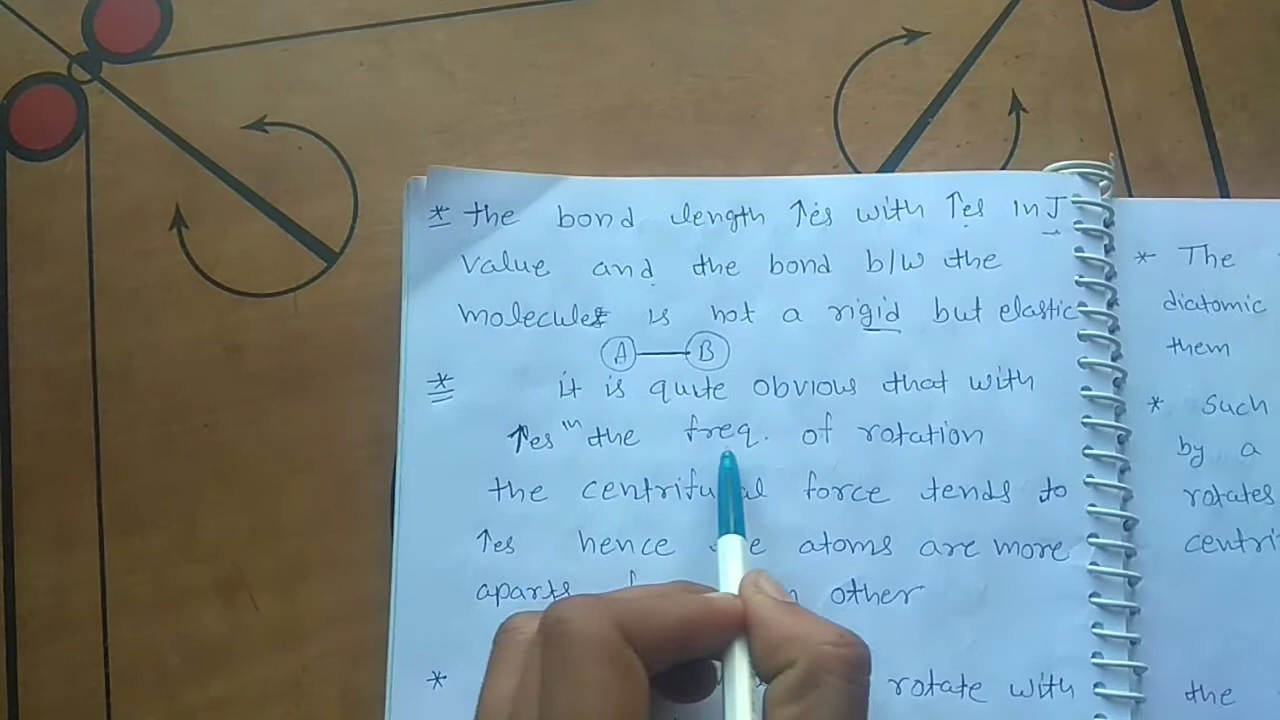 * the bond length ↑es with ↑es in J
value and the bond b/w the
molecules is not a rigid but elastic
A — B
* it is quite obvious that with
↑es in the freq. of rotation
the force tends to
↑es hence atoms are more
aparts other
* rotate with
* The
diatomic
them
* Such
by a
rotates
centri
the